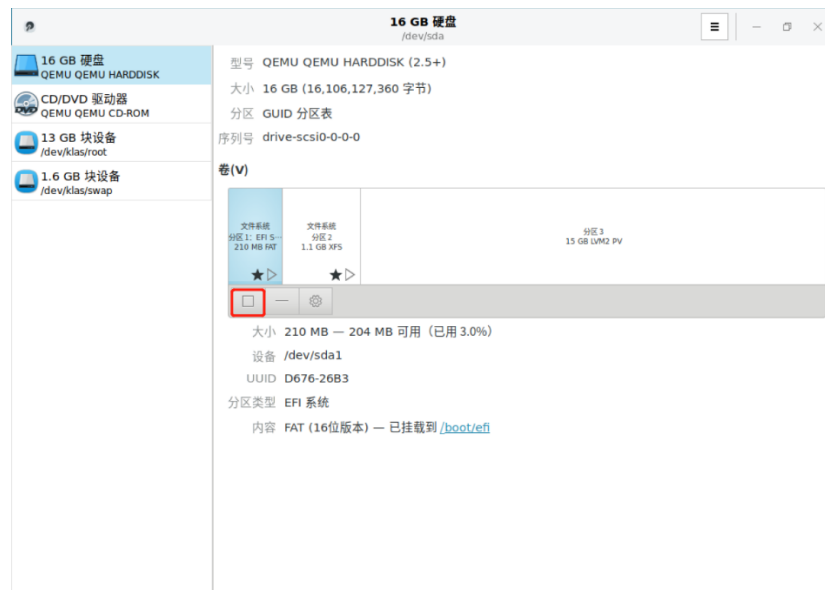 16 GB 硬盘
/dev/sda
16 GB 硬盘
QEMU QEMU HARDDISK
CD/DVD 驱动器
QEMU QEMU CD-ROM
13 GB 块设备
/dev/klas/root
1.6 GB 块设备
/dev/klas/swap
型号 QEMU QEMU HARDDISK (2.5+)
大小 16 GB (16,106,127,360 字节)
分区 GUID 分区表
序列号 drive-scsi0-0-0-0
卷(V)
文件系统
分区 1: EFI S…
210 MB FAT
文件系统
分区 2
1.1 GB XFS
分区 3
15 GB LVM2 PV
大小 210 MB — 204 MB 可用（已用 3.0%）
设备 /dev/sda1
UUID D676-26B3
分区类型 EFI 系统
内容 FAT (16位版本) — 已挂载到 /boot/efi